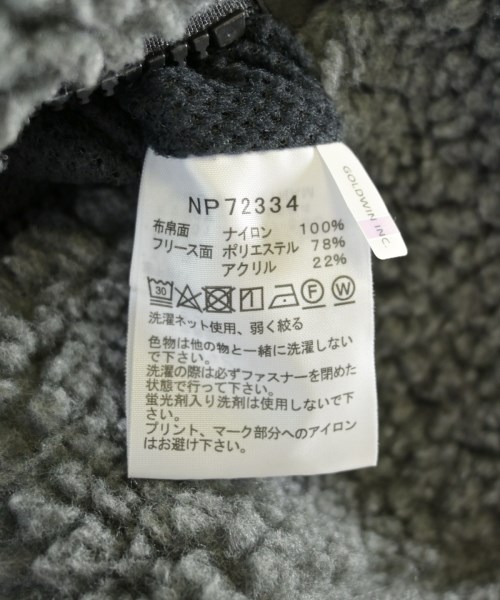 NP72334
布帛面 ナイロン 100%
フリース面 ポリエステル 78%
アクリル 22%
30 F W
洗濯ネット使用、弱く絞る
色物は他の物と一緒に洗濯しない
で下さい。
洗濯の際は必ずファスナーを閉めた
状態で行って下さい。
蛍光剤入り洗剤は使用しないで下
さい。
プリント、マーク部分へのアイロン
はお避け下さい。
GOLDWIN INC.